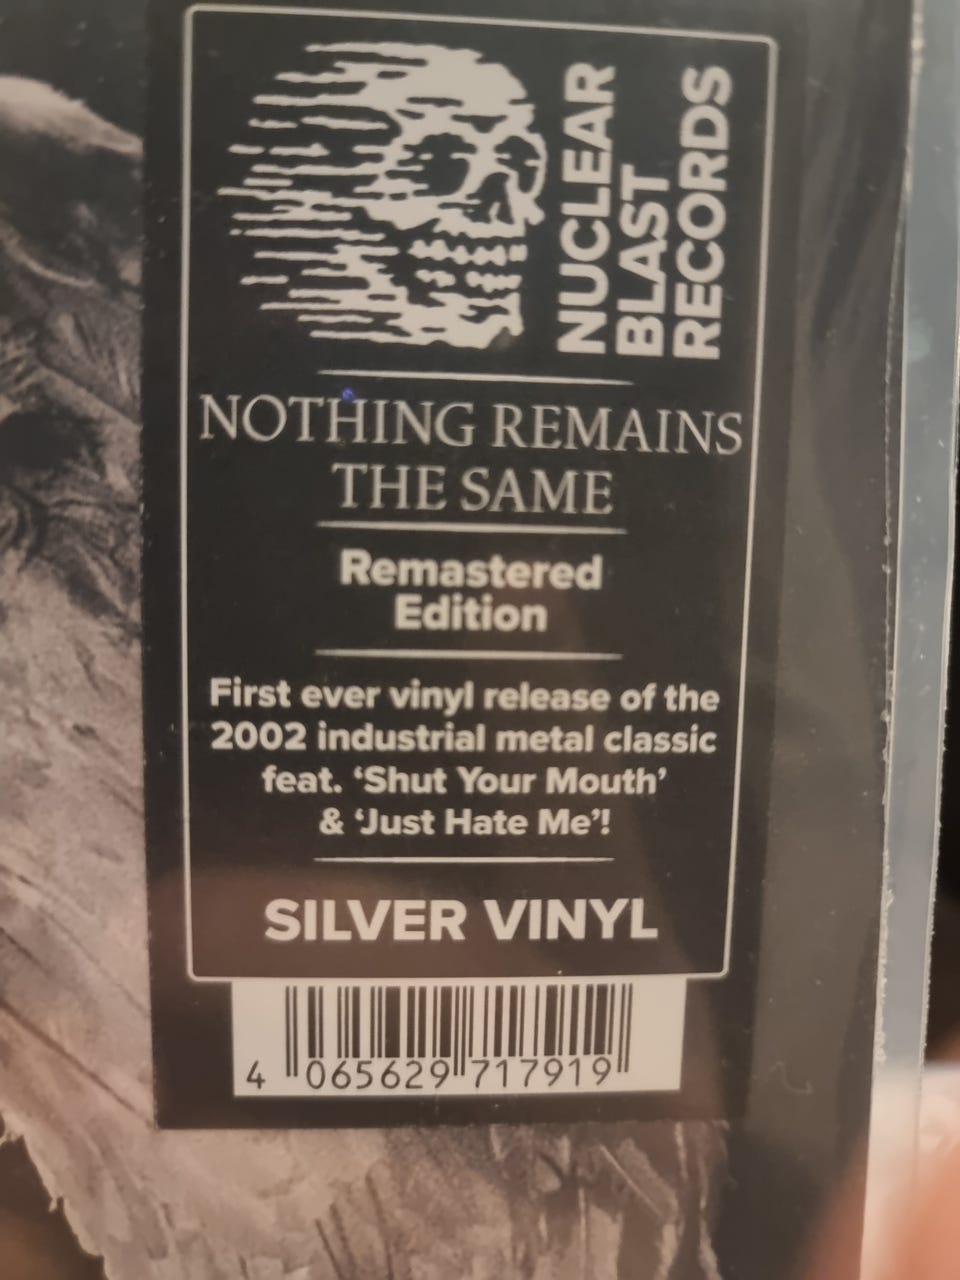 NUCLEAR
BLAST
RECORDS
NOTHING REMAINS
THE SAME
Remastered
Edition
First ever vinyl release of the
2002 industrial metal classic
feat. ‘Shut Your Mouth’
& ‘Just Hate Me’!
SILVER VINYL
4 065629 717919